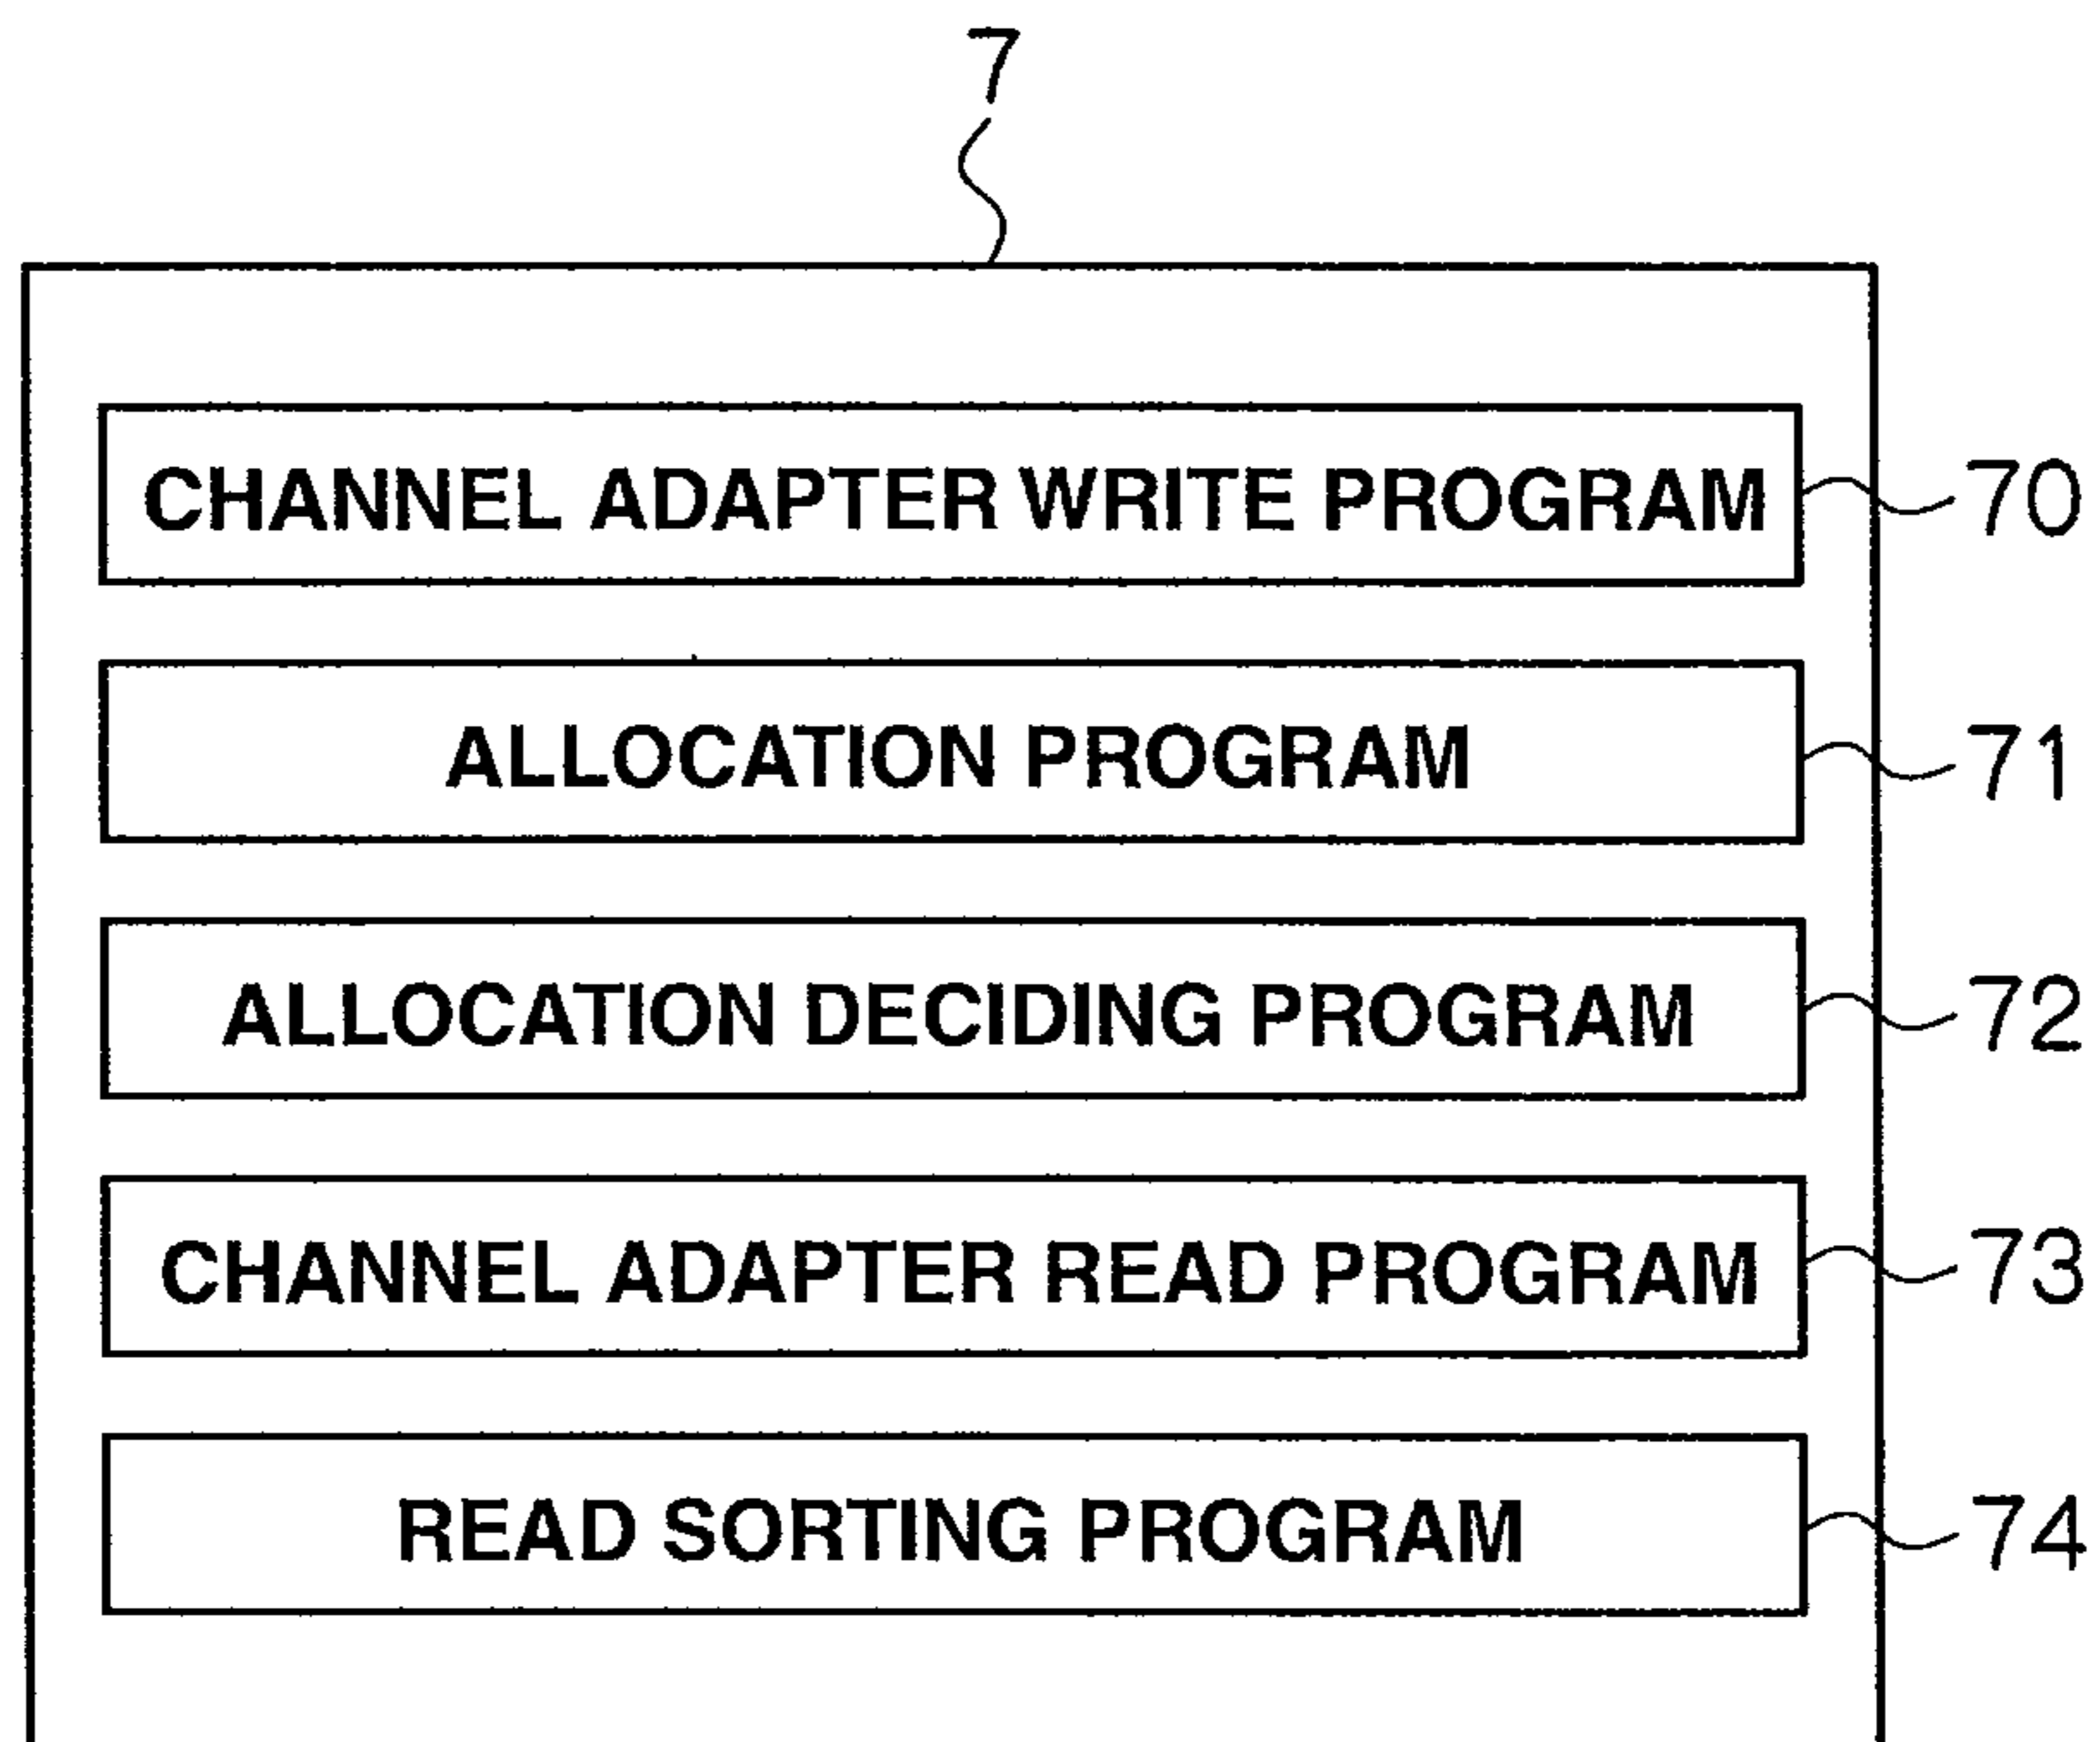 7
CHANNEL ADAPTER WRITE PROGRAM 70
ALLOCATION PROGRAM 71
ALLOCATION DECIDING PROGRAM 72
CHANNEL ADAPTER READ PROGRAM 73
READ SORTING PROGRAM 74